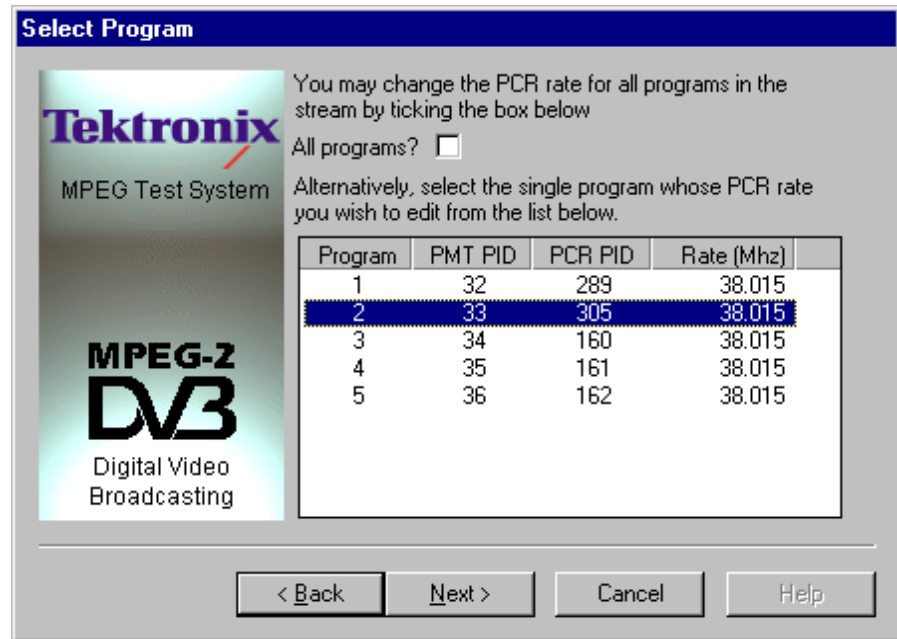 Select Program
Tektronix
MPEG Test System
MPEG-2
DVB
Digital Video
Broadcasting
You may change the PCR rate for all programs in the
stream by ticking the box below
All programs?
Alternatively, select the single program whose PCR rate
you wish to edit from the list below.
Program PMT PID PCR PID Rate (Mhz)
1 32 289 38.015
2 33 305 38.015
3 34 160 38.015
4 35 161 38.015
5 36 162 38.015
< Back Next > Cancel Help